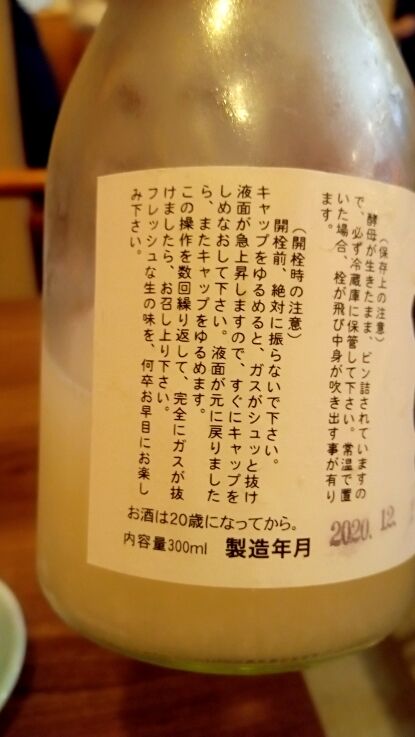 （保存上の注意）
酵母が生きたまま、ビン詰されていますの
で、必ず冷蔵庫に保管して下さい。常温で置
いた場合、栓が飛び中身が吹き出す事が有り
ます。
（開栓時の注意）
開栓前、絶対に振らないで下さい。
キャップをゆるめると、ガスがシュッと抜け
液面が急上昇しますので、すぐにキャップを
しめなおして下さい。液面が元に戻りました
ら、またキャップをゆるめます。
この操作を数回繰り返して、完全にガスが抜
けましたら、お召し上り下さい。
フレッシュな生の味を、何卒お早目にお楽し
み下さい。
お酒は20歳になってから。
内容量300ml 製造年月 2020.12.